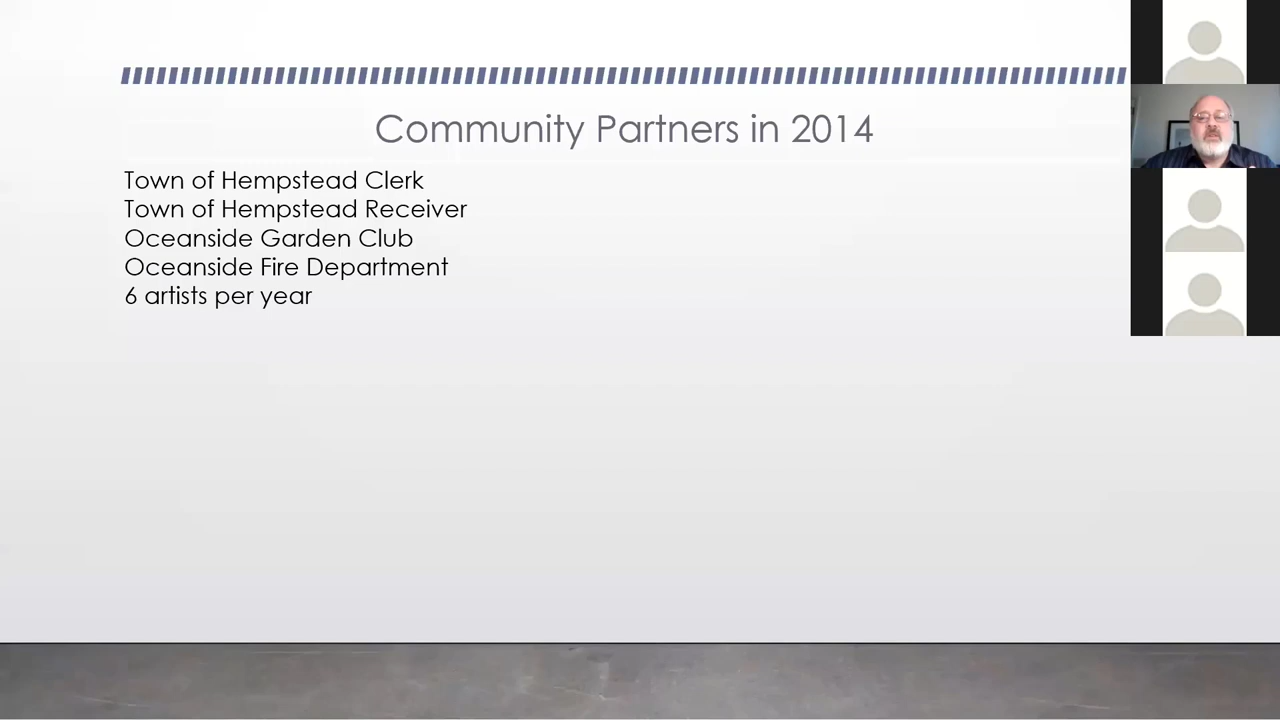 Community Partners in 2014
Town of Hempstead Clerk
Town of Hempstead Receiver
Oceanside Garden Club
Oceanside Fire Department
6 artists per year